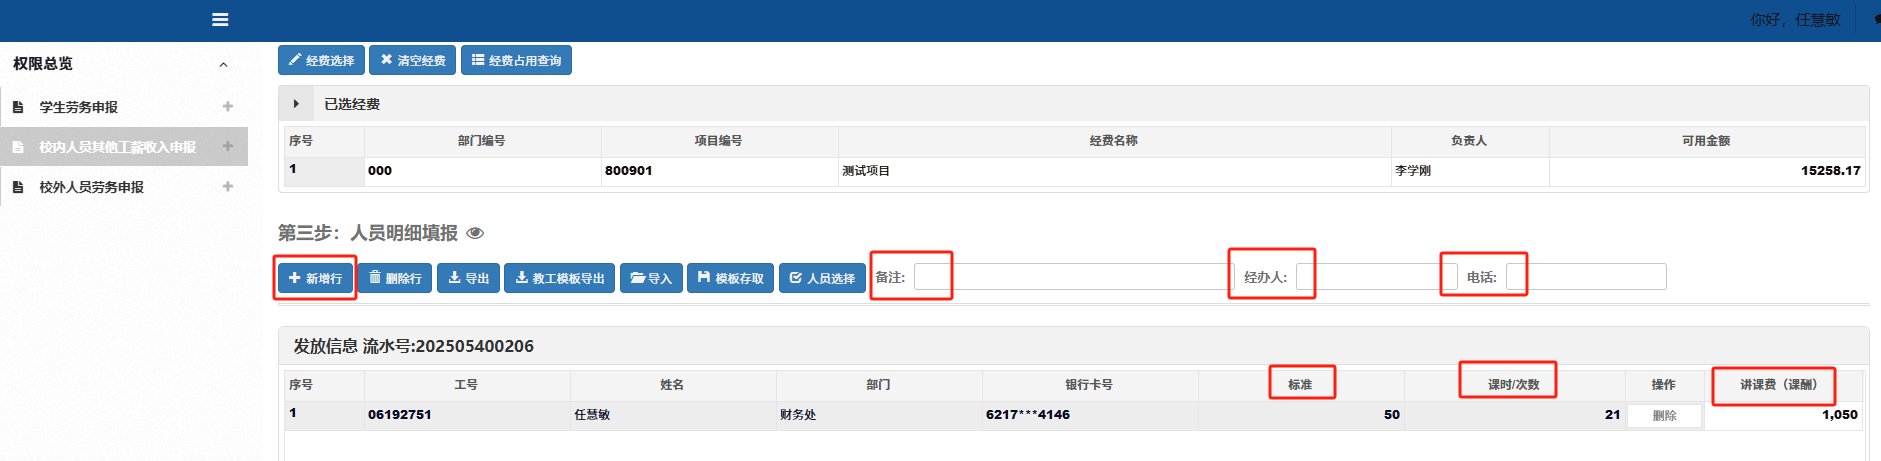 你好，任慧敏
权限总览
学生劳务申报
校内人员其他工薪收入申报
校外人员劳务申报
经费选择 清空经费 经费占用查询
已选经费
序号 部门编号 项目编号 经费名称 负责人 可用金额
1 000 800901 测试项目 李学刚 15258.17
第三步：人员明细填报
新增行 删除行 导出 教工模板导出 导入 模板存取 人员选择 备注: 经办人: 电话:
发放信息 流水号:202505400206
序号 工号 姓名 部门 银行卡号 标准 课时/次数 操作 讲课费（课酬）
1 06192751 任慧敏 财务处 6217***4146 50 21 删除 1,050